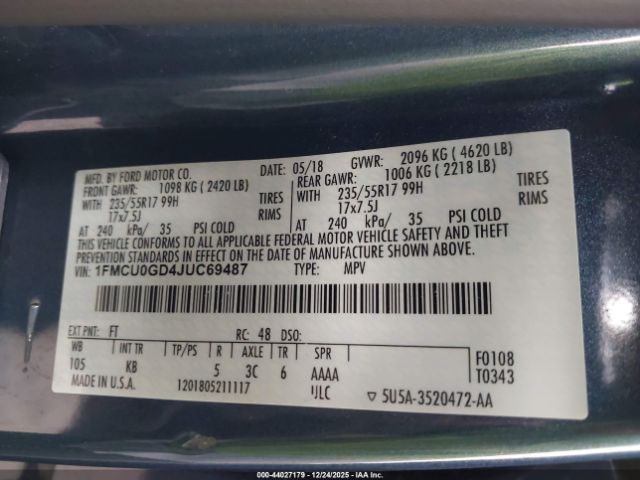 MFD. BY FORD MOTOR CO. DATE: 05/18 GVWR: 2096 KG ( 4620 LB)
FRONT GAWR: 1098 KG ( 2420 LB) REAR GAWR: 1006 KG ( 2218 LB)
WITH 235/55R17 99H TIRES WITH 235/55R17 99H TIRES
17x7.5J RIMS 17x7.5J RIMS
AT 240 kPa/ 35 PSI COLD AT 240 kPa/ 35 PSI COLD
THIS VEHICLE CONFORMS TO ALL APPLICABLE FEDERAL MOTOR VEHICLE SAFETY AND THEFT
PREVENTION STANDARDS IN EFFECT ON THE DATE OF MANUFACTURE SHOWN ABOVE.
VIN: 1FMCU0GD4JUC69487 TYPE: MPV
EXT PNT: FT RC: 48 DSO:
WB INT TR TP/PS R AXLE TR SPR F0108
105 KB 5 3C 6 AAAA T0343
MADE IN U.S.A. 1201805211117 UJLC 5U5A-3520472-AA
000-44027179 - 12/24/2025 - IAA Inc.